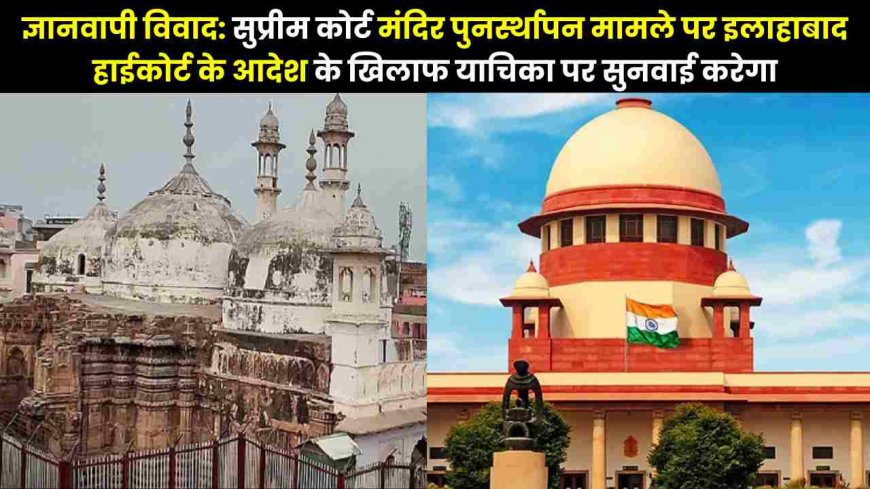 ज्ञानवापी विवाद: सुप्रीम कोर्ट मंदिर पुनर्स्थापन मामले पर इलाहाबाद
हाईकोर्ट के आदेश के खिलाफ याचिका पर सुनवाई करेगा